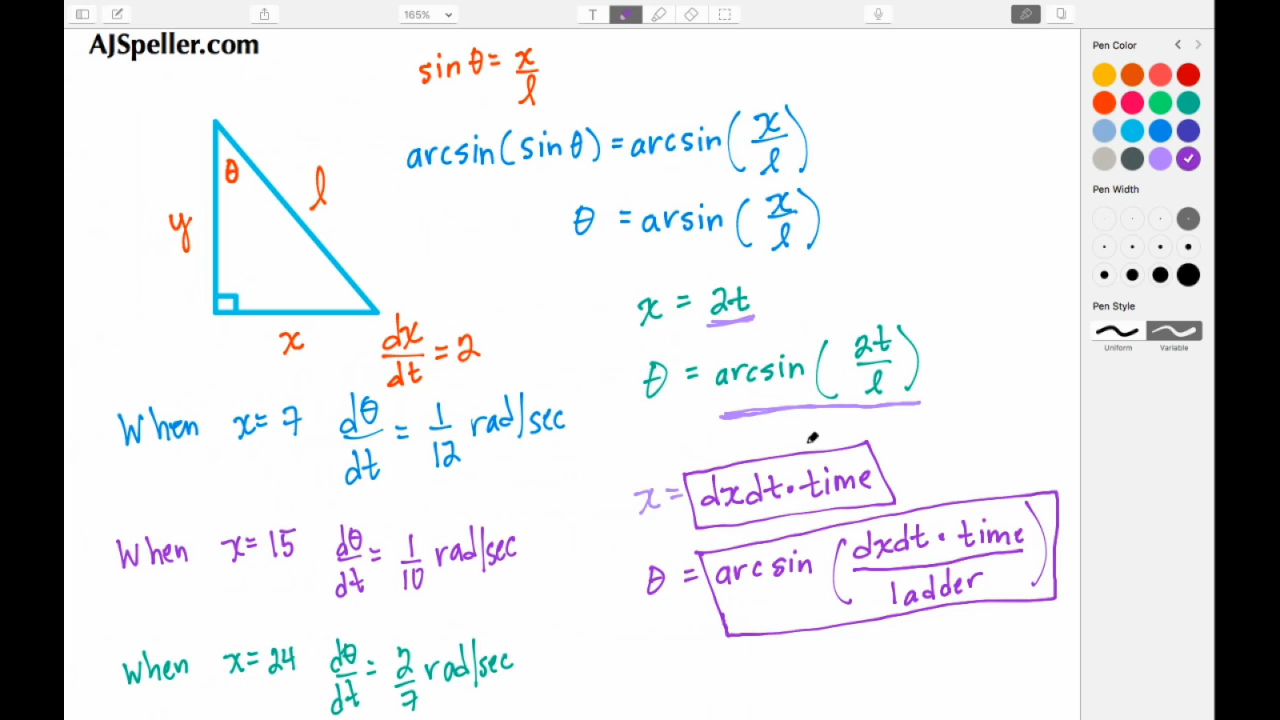 165%
T
AJSpeller.com
sin θ = x/l
arcsin(sin θ) = arcsin(x/l)
θ = arsin(x/l)
θ
y
l
x
dx/dt = 2
x = 2t
θ = arcsin(2t/l)
When x = 7 dθ/dt = 1/12 rad/sec
x = dxdt · time
When x = 15 dθ/dt = 1/10 rad/sec
θ = arcsin(dxdt · time/ladder)
When x = 24 dθ/dt = 2/7 rad/sec
Pen Color
Pen Width
Pen Style
Uniform Variable